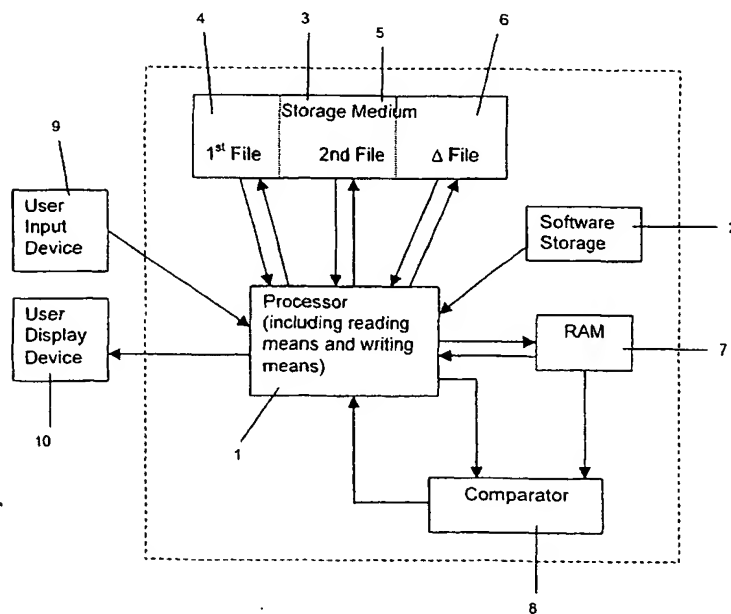 4
3
5
6
Storage Medium
1st File
2nd File
Δ File
9
User
Input
Device
Software
Storage
User
Display
Device
Processor
(including reading
means and writing
means)
RAM
7
10
1
Comparator
8